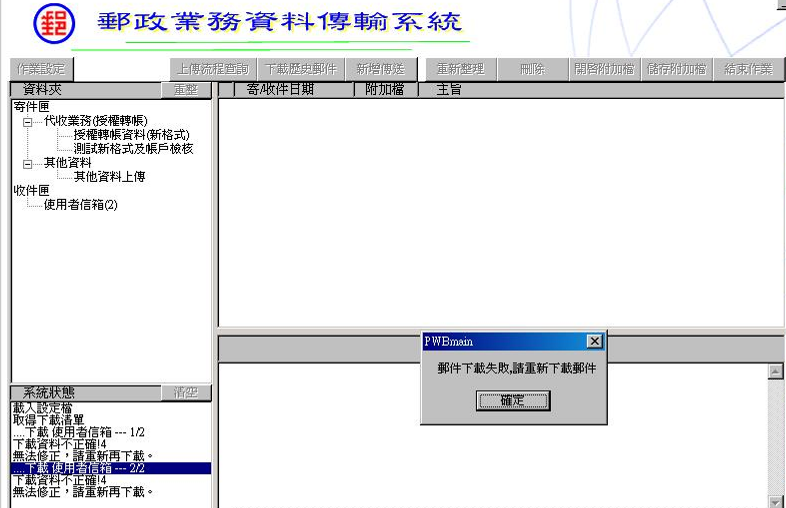 郵
郵政業務資料傳輸系統
作業設定 上傳流程查詢 下載歷史郵件 新增傳送 重新整理 刪除 開啓附加檔 儲存附加檔 結束作業
資料夾 重整 寄/收件日期 附加檔 主旨
寄件匣
代收業務(授權轉帳)
授權轉帳資料(新格式)
測試新格式及帳戶檢核
其他資料
其他資料上傳
收件匣
使用者信箱(2)
PWBmain
郵件下載失敗,請重新下載郵件
確定
系統狀態 清空
載入設定檔
取得下載清單
....下載 使用者信箱 --- 1/2
下載資料不正確!4
無法修正，請重新再下載。
....下載 使用者信箱 --- 2/2
下載資料不正確!4
無法修正，請重新再下載。